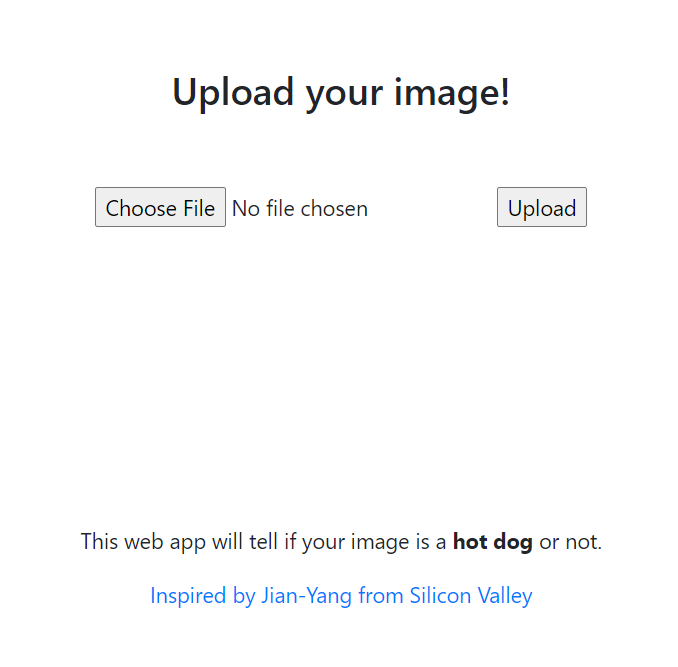 Upload your image!
Choose File No file chosen Upload
This web app will tell if your image is a hot dog or not.
Inspired by Jian-Yang from Silicon Valley